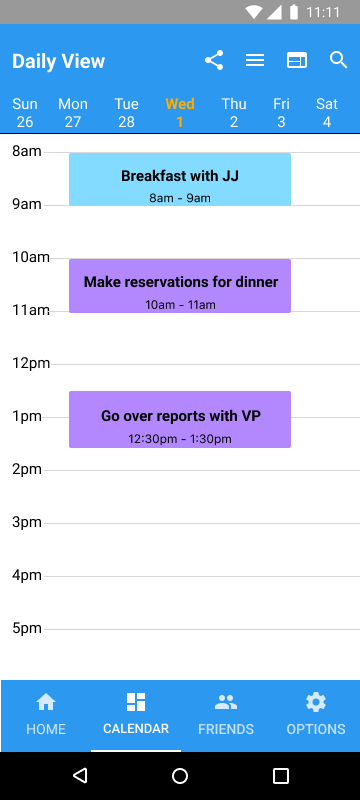 11:11
Daily View
Sun Mon Tue Wed Thu Fri Sat
26 27 28 1 2 3 4
8am
Breakfast with JJ
8am - 9am
9am
10am
Make reservations for dinner
10am - 11am
11am
12pm
1pm
Go over reports with VP
12:30pm - 1:30pm
2pm
3pm
4pm
5pm
HOME CALENDAR FRIENDS OPTIONS